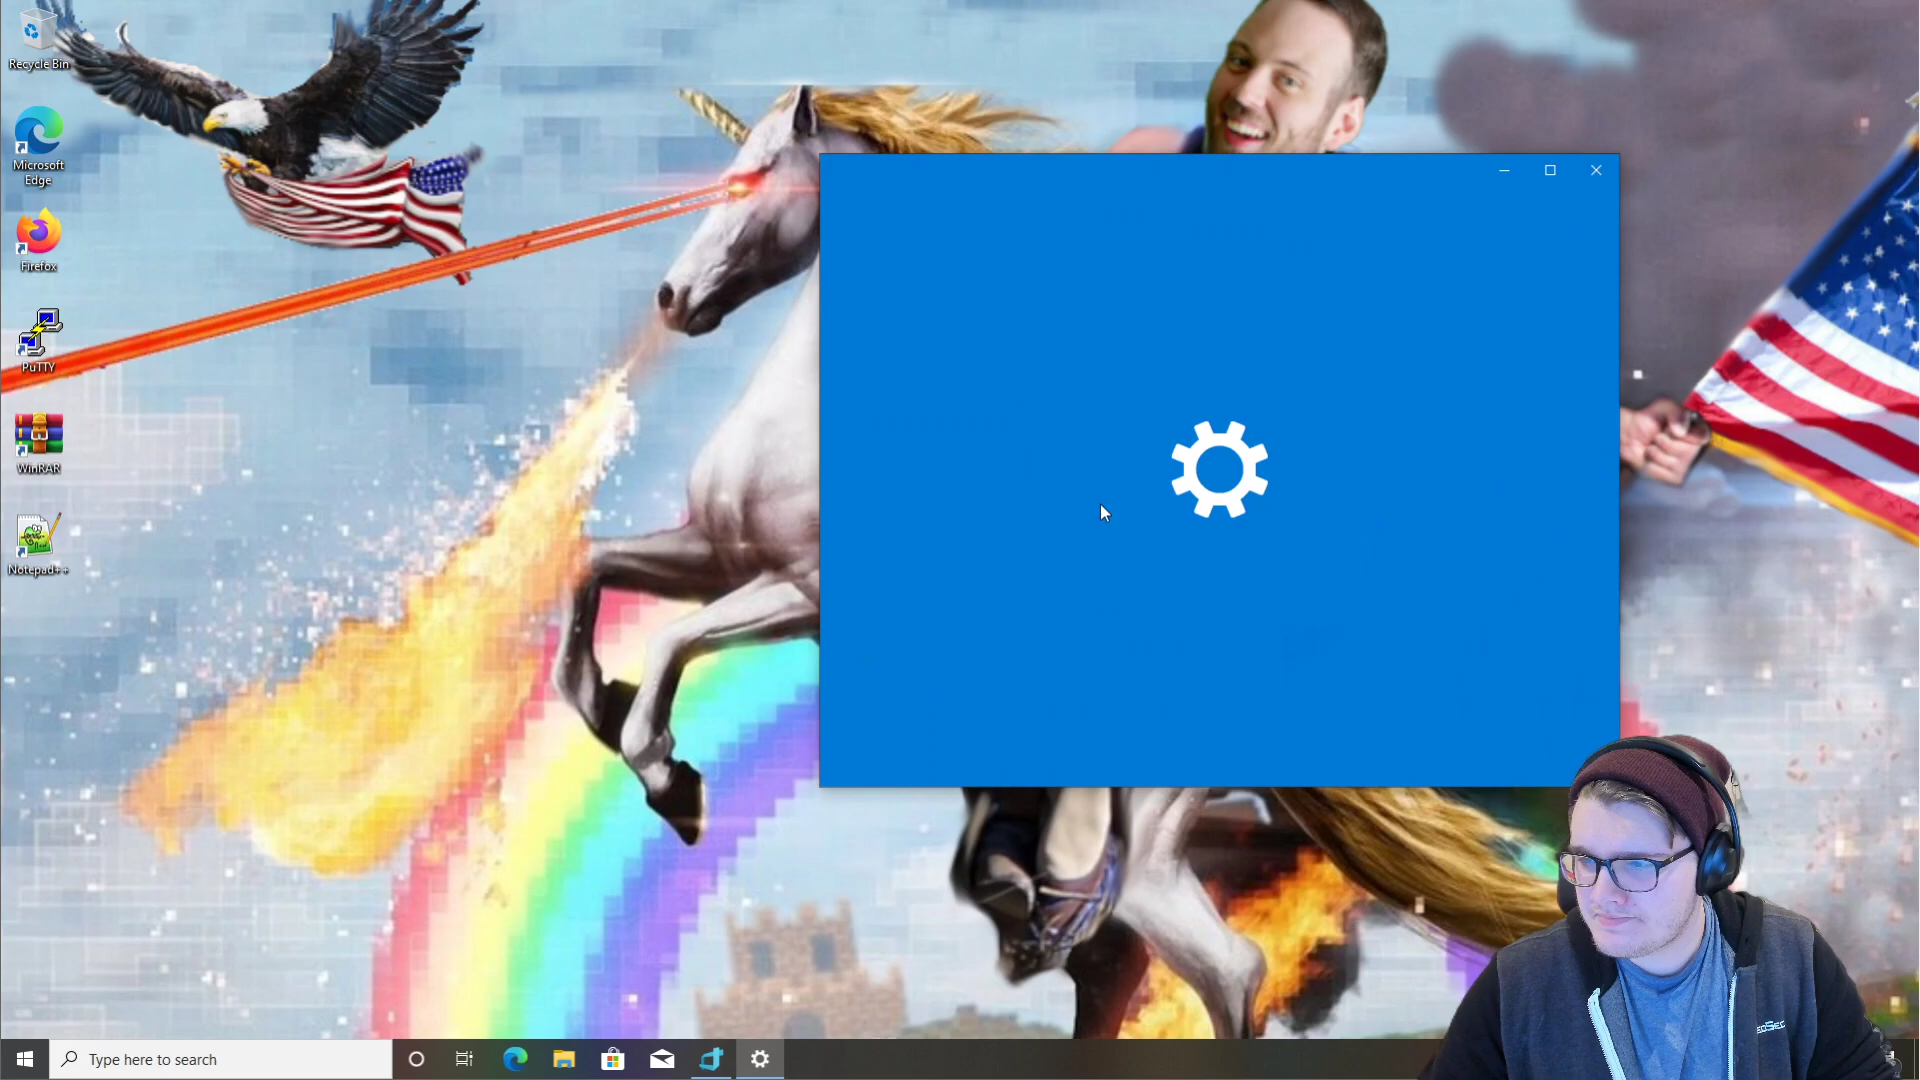 Recycle Bin
Microsoft
Edge
Firefox
PuTTY
WinRAR
Notepad++
Type here to search